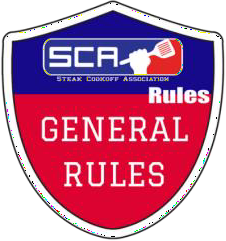 SCA
STEAK COOKOFF ASSOCIATION
Rules
GENERAL
RULES